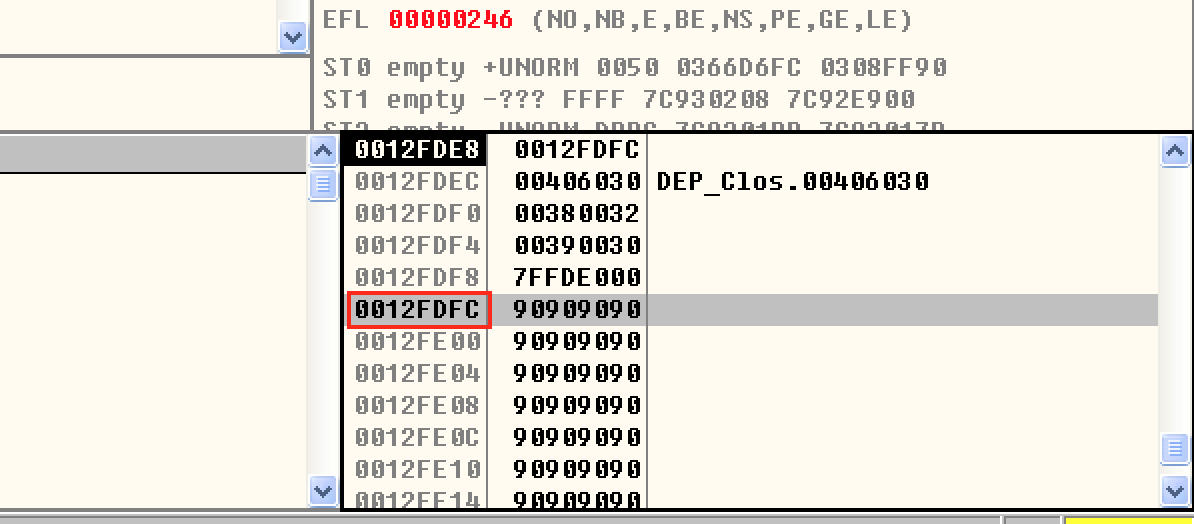 EFL 00000246 (NO,NB,E,BE,NS,PE,GE,LE)
ST0 empty +UNORM 0050 0366D6FC 0308FF90
ST1 empty -??? FFFF 7C930208 7C92E900
0012FDE8 0012FDFC
0012FDEC 00406030 DEP_Clos.00406030
0012FDF0 00380032
0012FDF4 00390030
0012FDF8 7FFDE000
0012FDFC 90909090
0012FE00 90909090
0012FE04 90909090
0012FE08 90909090
0012FE0C 90909090
0012FE10 90909090
0012FE14 90909090